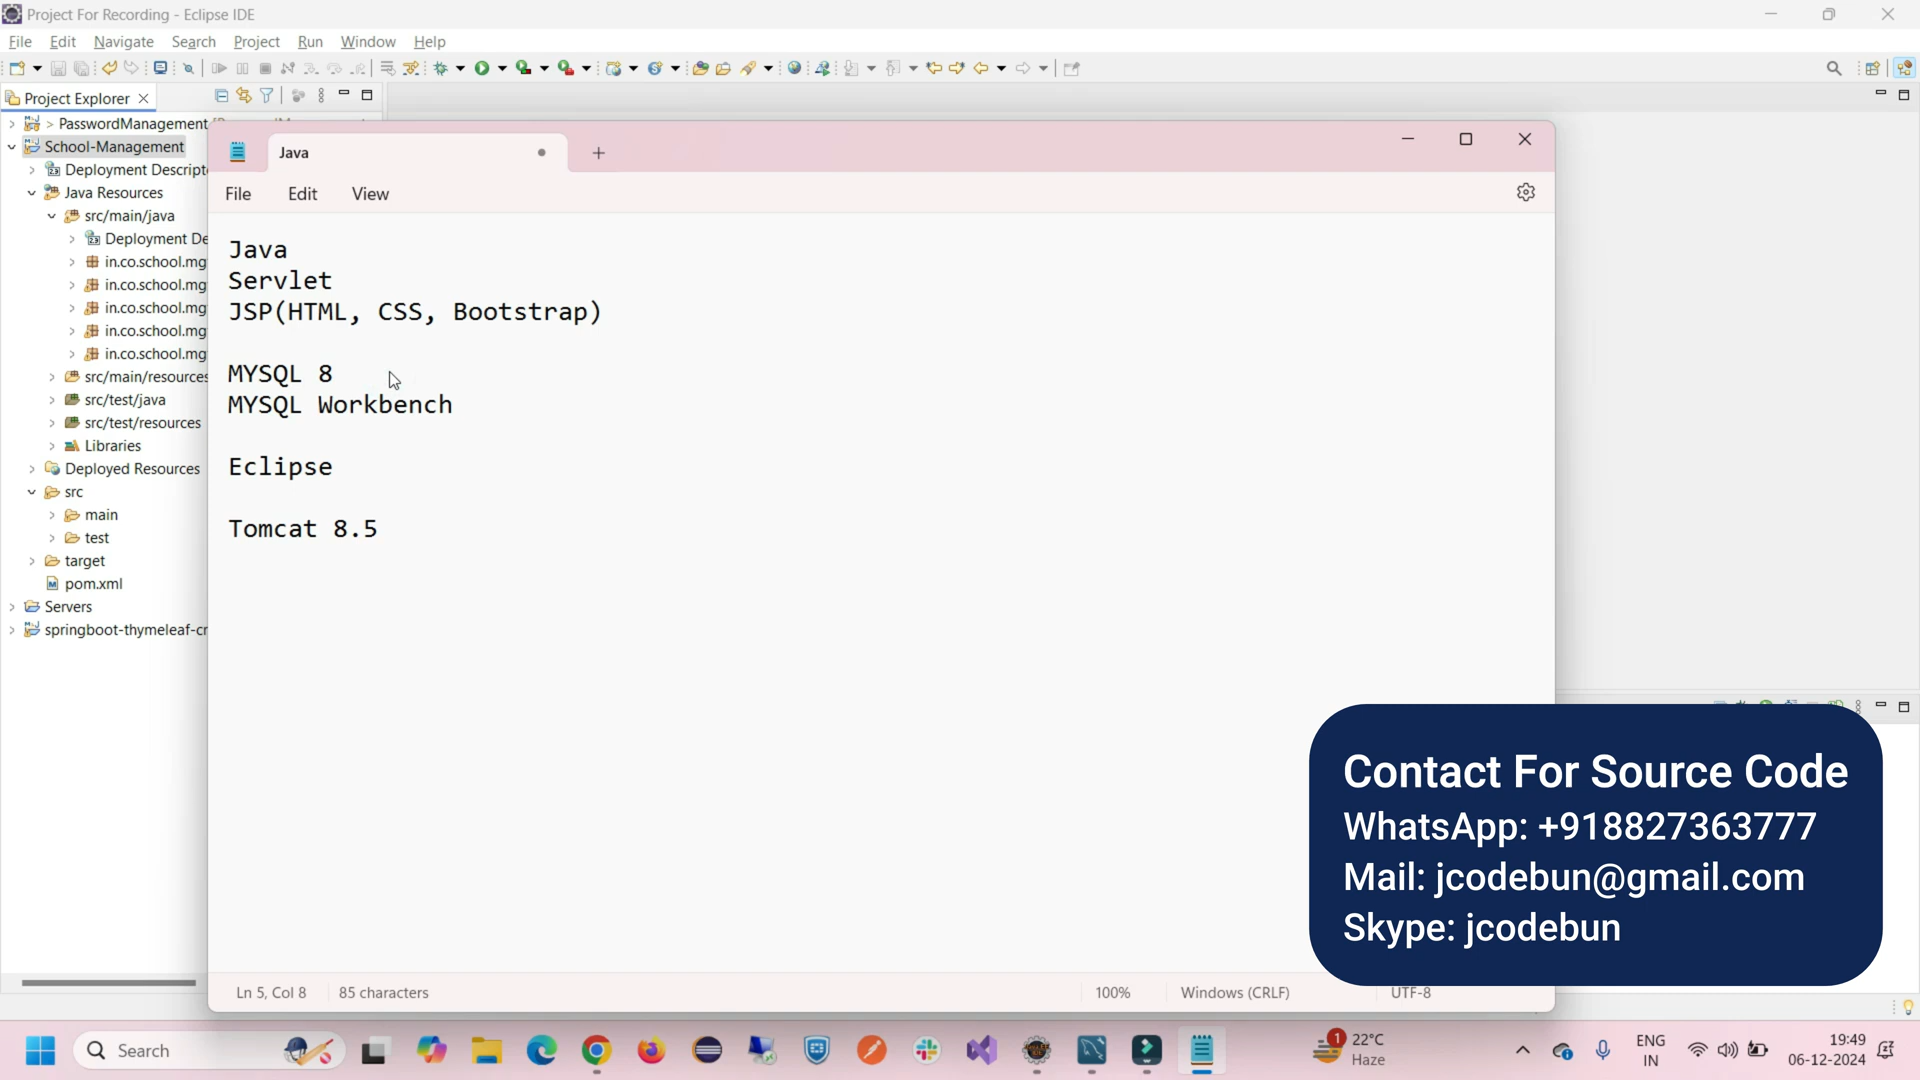 Project For Recording - Eclipse IDE
File Edit Navigate Search Project Run Window Help
Project Explorer
> PasswordManagement
School-Management
Deployment Descript
Java Resources
src/main/java
Deployment De
in.co.school.mg
in.co.school.mg
in.co.school.mg
in.co.school.mg
in.co.school.mg
src/main/resources
src/test/java
src/test/resources
Libraries
Deployed Resources
src
main
test
target
pom.xml
Servers
springboot-thymeleaf-cr
Java
File Edit View
Java
Servlet
JSP(HTML, CSS, Bootstrap)
MYSQL 8
MYSQL Workbench
Eclipse
Tomcat 8.5
Ln 5, Col 8 85 characters 100% Windows (CRLF) UTF-8
Contact For Source Code
WhatsApp: +918827363777
Mail: jcodebun@gmail.com
Skype: jcodebun
Search
1
22°C
Haze
ENG
IN
19:49
06-12-2024